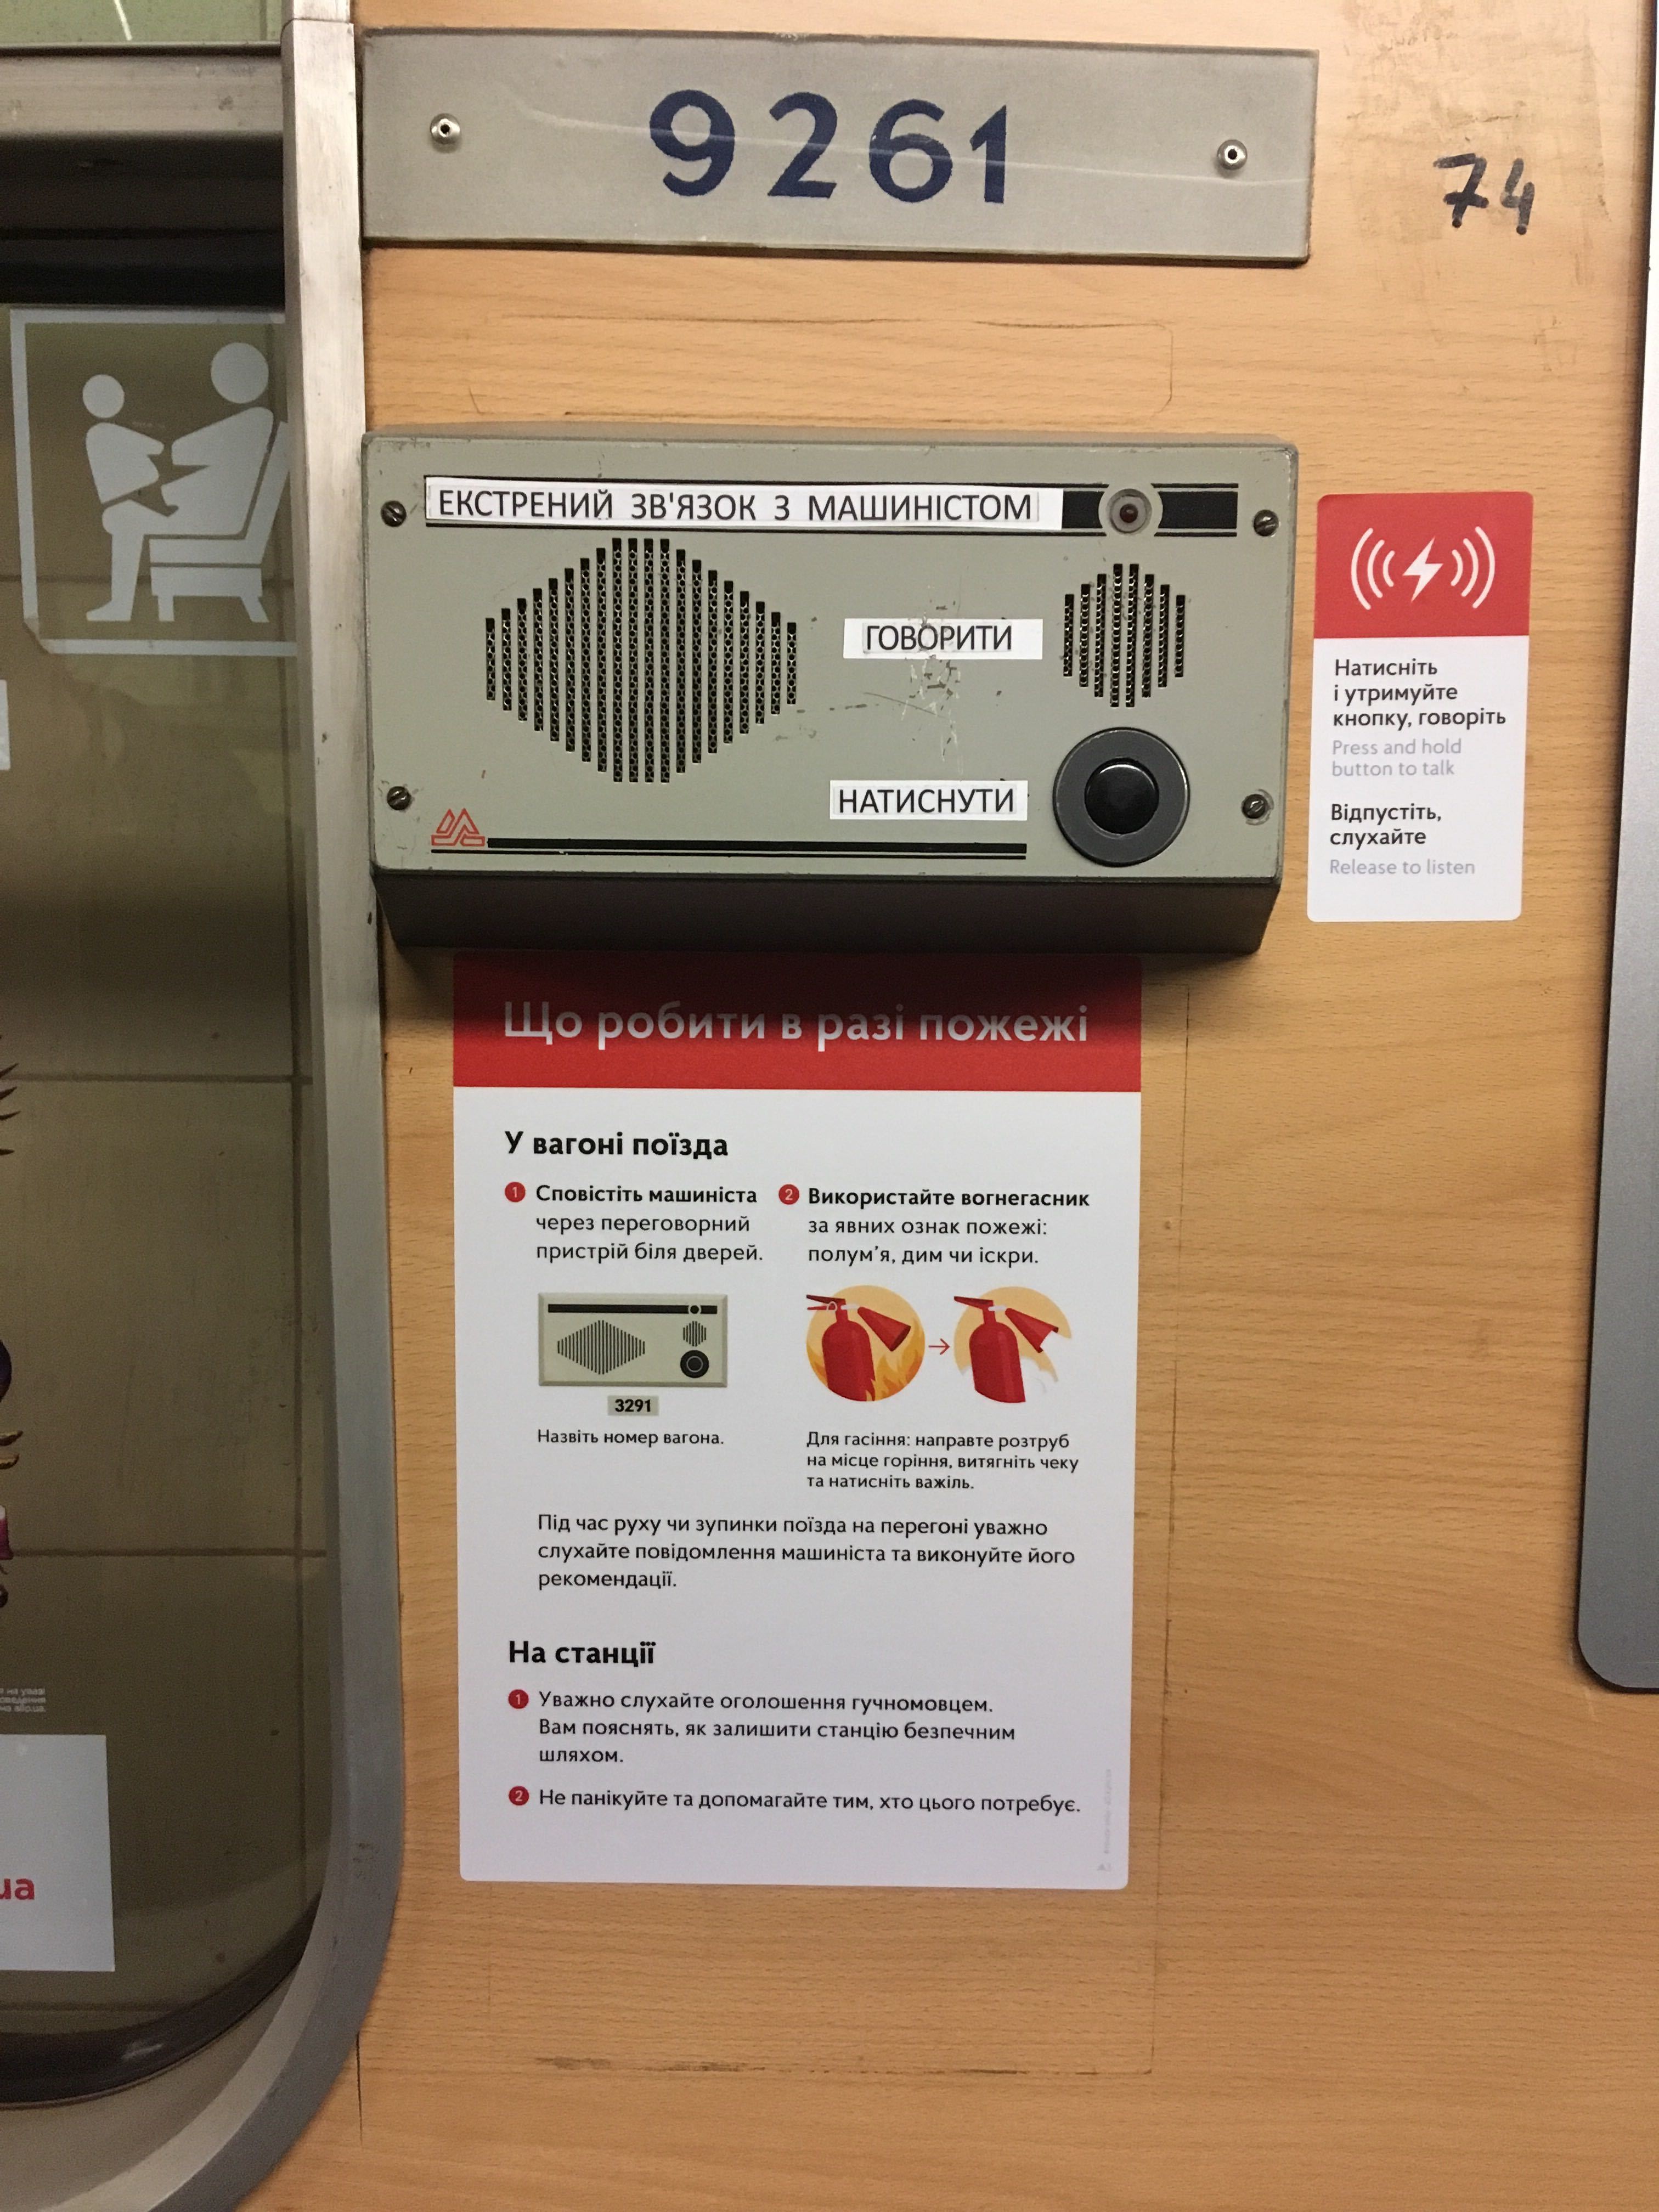 9261
74
ЕКСТРЕНИЙ ЗВ'ЯЗОК З МАШИНІСТОМ
ГОВОРИТИ
НАТИСНУТИ
Натисніть
і утримуйте
кнопку, говоріть
Press and hold
button to talk
Відпустіть,
слухайте
Release to listen
Що робити в разі пожежі
У вагоні поїзда
1 Сповістіть машиніста
через переговорний
пристрій біля дверей.
3291
Назвіть номер вагона.
2 Використайте вогнегасник
за явних ознак пожежі:
полум’я, дим чи іскри.
Для гасіння: направте розтруб
на місце горіння, витягніть чеку
та натисніть важіль.
Під час руху чи зупинки поїзда на перегоні уважно
слухайте повідомлення машиніста та виконуйте його
рекомендації.
На станції
1 Уважно слухайте оголошення гучномовцем.
Вам пояснять, як залишити станцію безпечним
шляхом.
2 Не панікуйте та допомагайте тим, хто цього потребує.
ua